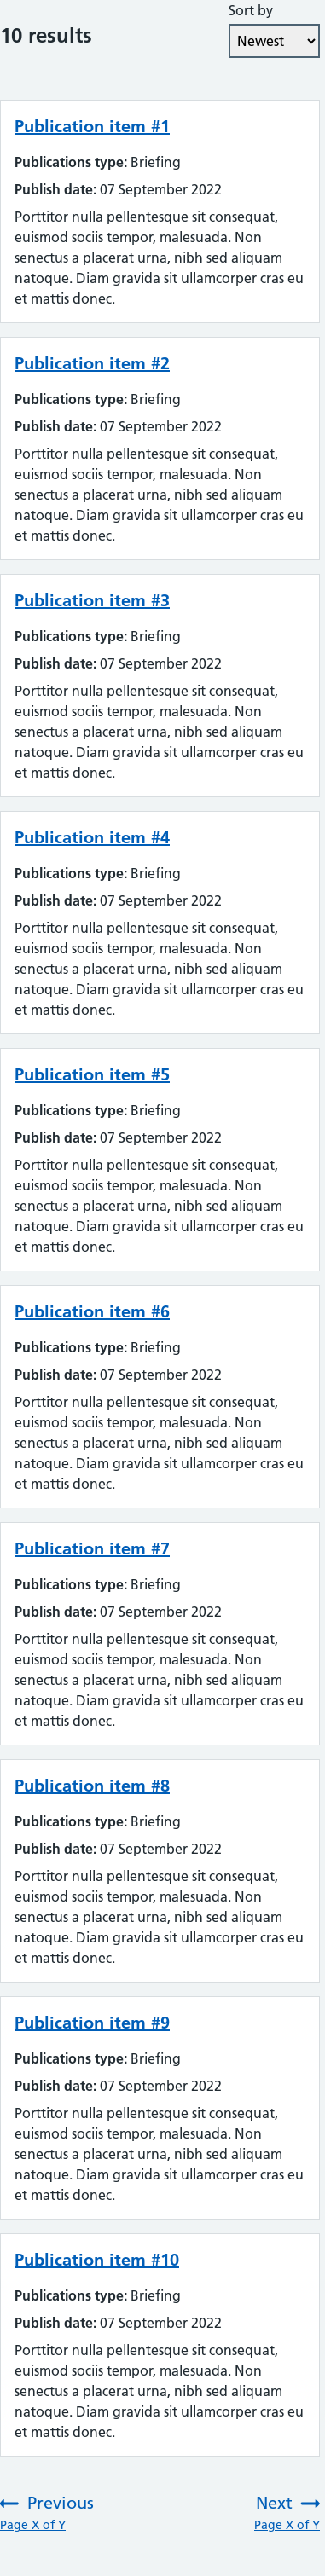 Sort by
10 results
Newest
Publication item #1
Publications type: Briefing
Publish date: 07 September 2022
Porttitor nulla pellentesque sit consequat,
euismod sociis tempor, malesuada. Non
senectus a placerat urna, nibh sed aliquam
natoque. Diam gravida sit ullamcorper cras eu
et mattis donec.
Publication item #2
Publications type: Briefing
Publish date: 07 September 2022
Porttitor nulla pellentesque sit consequat,
euismod sociis tempor, malesuada. Non
senectus a placerat urna, nibh sed aliquam
natoque. Diam gravida sit ullamcorper cras eu
et mattis donec.
Publication item #3
Publications type: Briefing
Publish date: 07 September 2022
Porttitor nulla pellentesque sit consequat,
euismod sociis tempor, malesuada. Non
senectus a placerat urna, nibh sed aliquam
natoque. Diam gravida sit ullamcorper cras eu
et mattis donec.
Publication item #4
Publications type: Briefing
Publish date: 07 September 2022
Porttitor nulla pellentesque sit consequat,
euismod sociis tempor, malesuada. Non
senectus a placerat urna, nibh sed aliquam
natoque. Diam gravida sit ullamcorper cras eu
et mattis donec.
Publication item #5
Publications type: Briefing
Publish date: 07 September 2022
Porttitor nulla pellentesque sit consequat,
euismod sociis tempor, malesuada. Non
senectus a placerat urna, nibh sed aliquam
natoque. Diam gravida sit ullamcorper cras eu
et mattis donec.
Publication item #6
Publications type: Briefing
Publish date: 07 September 2022
Porttitor nulla pellentesque sit consequat,
euismod sociis tempor, malesuada. Non
senectus a placerat urna, nibh sed aliquam
natoque. Diam gravida sit ullamcorper cras eu
et mattis donec.
Publication item #7
Publications type: Briefing
Publish date: 07 September 2022
Porttitor nulla pellentesque sit consequat,
euismod sociis tempor, malesuada. Non
senectus a placerat urna, nibh sed aliquam
natoque. Diam gravida sit ullamcorper cras eu
et mattis donec.
Publication item #8
Publications type: Briefing
Publish date: 07 September 2022
Porttitor nulla pellentesque sit consequat,
euismod sociis tempor, malesuada. Non
senectus a placerat urna, nibh sed aliquam
natoque. Diam gravida sit ullamcorper cras eu
et mattis donec.
Publication item #9
Publications type: Briefing
Publish date: 07 September 2022
Porttitor nulla pellentesque sit consequat,
euismod sociis tempor, malesuada. Non
senectus a placerat urna, nibh sed aliquam
natoque. Diam gravida sit ullamcorper cras eu
et mattis donec.
Publication item #10
Publications type: Briefing
Publish date: 07 September 2022
Porttitor nulla pellentesque sit consequat,
euismod sociis tempor, malesuada. Non
senectus a placerat urna, nibh sed aliquam
natoque. Diam gravida sit ullamcorper cras eu
et mattis donec.
Previous
Page X of Y
Next
Page X of Y